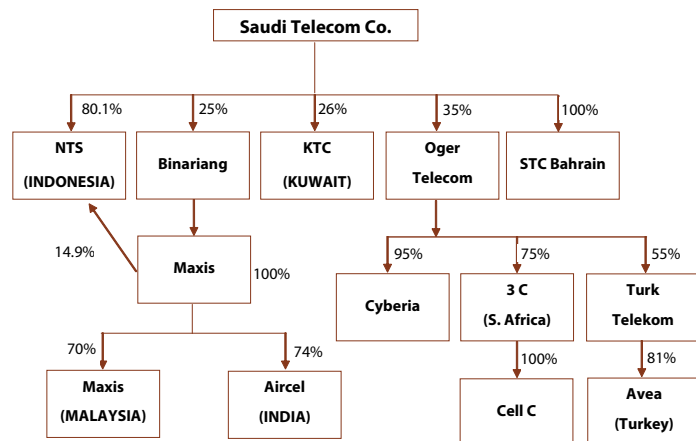 Saudi Telecom Co.
80.1%
25%
26%
35%
100%
NTS
(INDONESIA)
Binariang
KTC
(KUWAIT)
Oger
Telecom
STC Bahrain
14.9%
Maxis
100%
95%
75%
55%
Cyberia
3 C
(S. Africa)
Turk
Telekom
70%
74%
100%
81%
Maxis
(MALAYSIA)
Aircel
(INDIA)
Cell C
Avea
(Turkey)